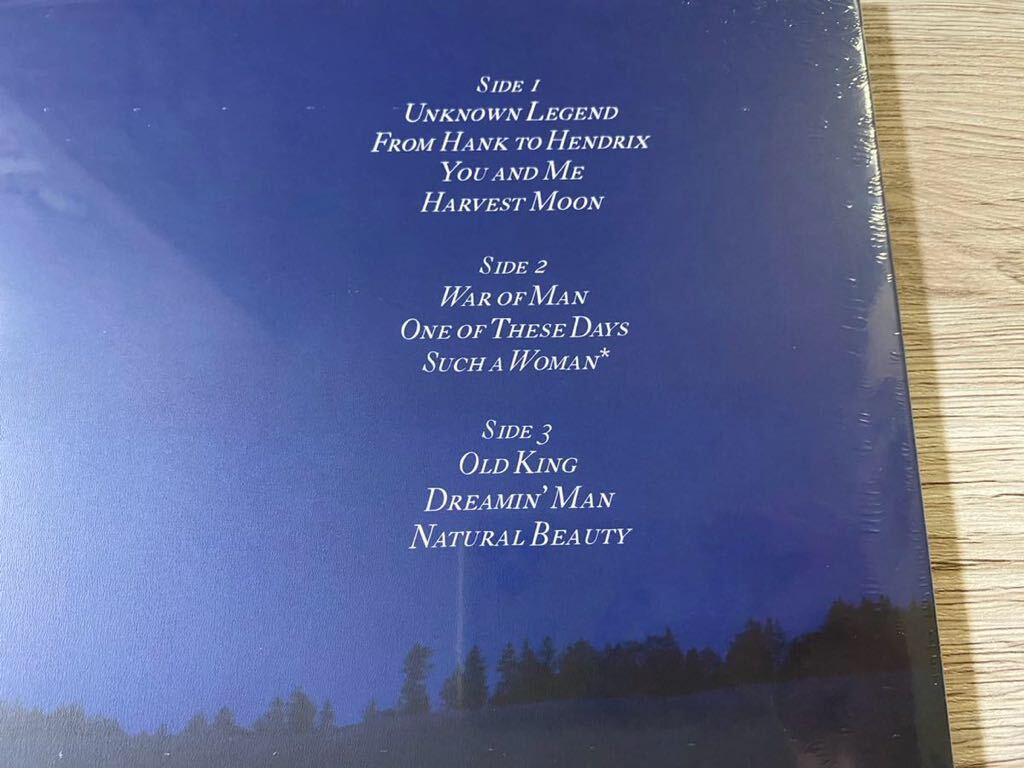 SIDE 1
UNKNOWN LEGEND
FROM HANK TO HENDRIX
YOU AND ME
HARVEST MOON
SIDE 2
WAR OF MAN
ONE OF THESE DAYS
SUCH A WOMAN*
SIDE 3
OLD KING
DREAMIN' MAN
NATURAL BEAUTY